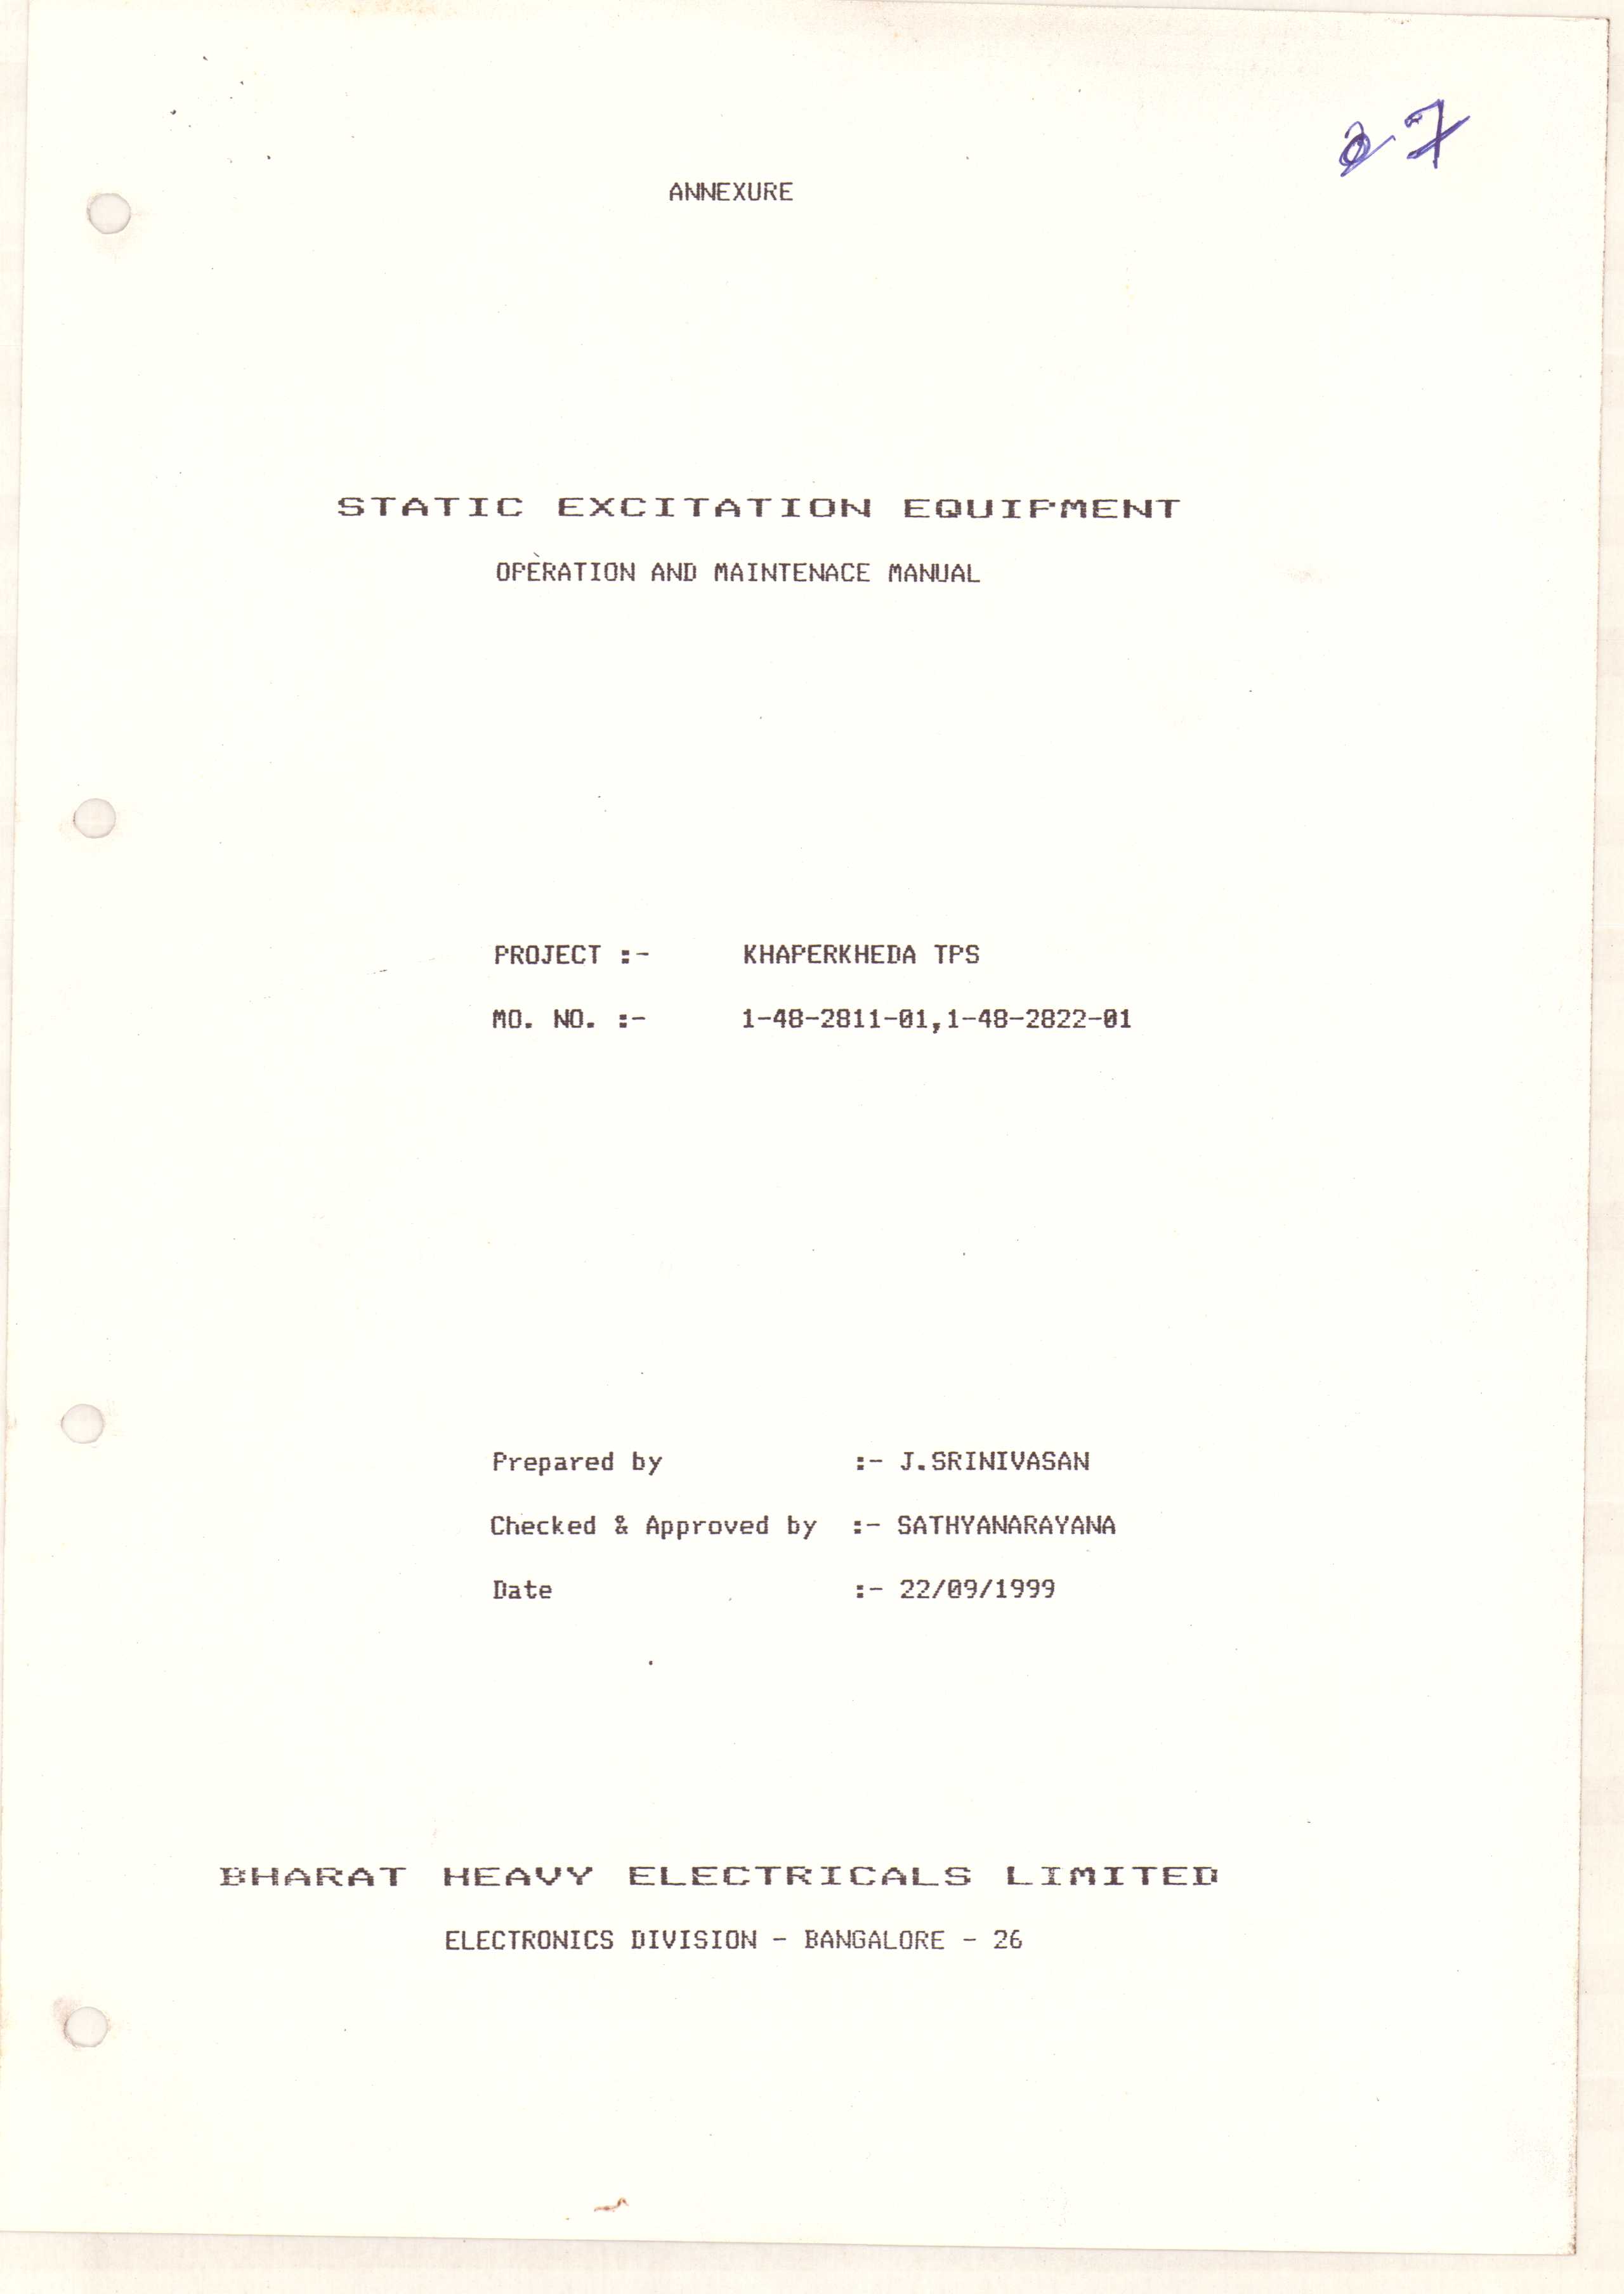 ANNEXURE
STATIC EXCITATION EQUIPMENT
OPERATION AND MAINTENACE MANUAL
PROJECT :- KHAPERKHEDA TPS
MO. NO. :- 1-48-2811-01,1-48-2822-01
Prepared by :- J.SRINIVASAN
Checked & Approved by :- SATHYANARAYANA
Date :- 22/09/1999
BHARAT HEAVY ELECTRICALS LIMITED
ELECTRONICS DIVISION - BANGALORE - 26